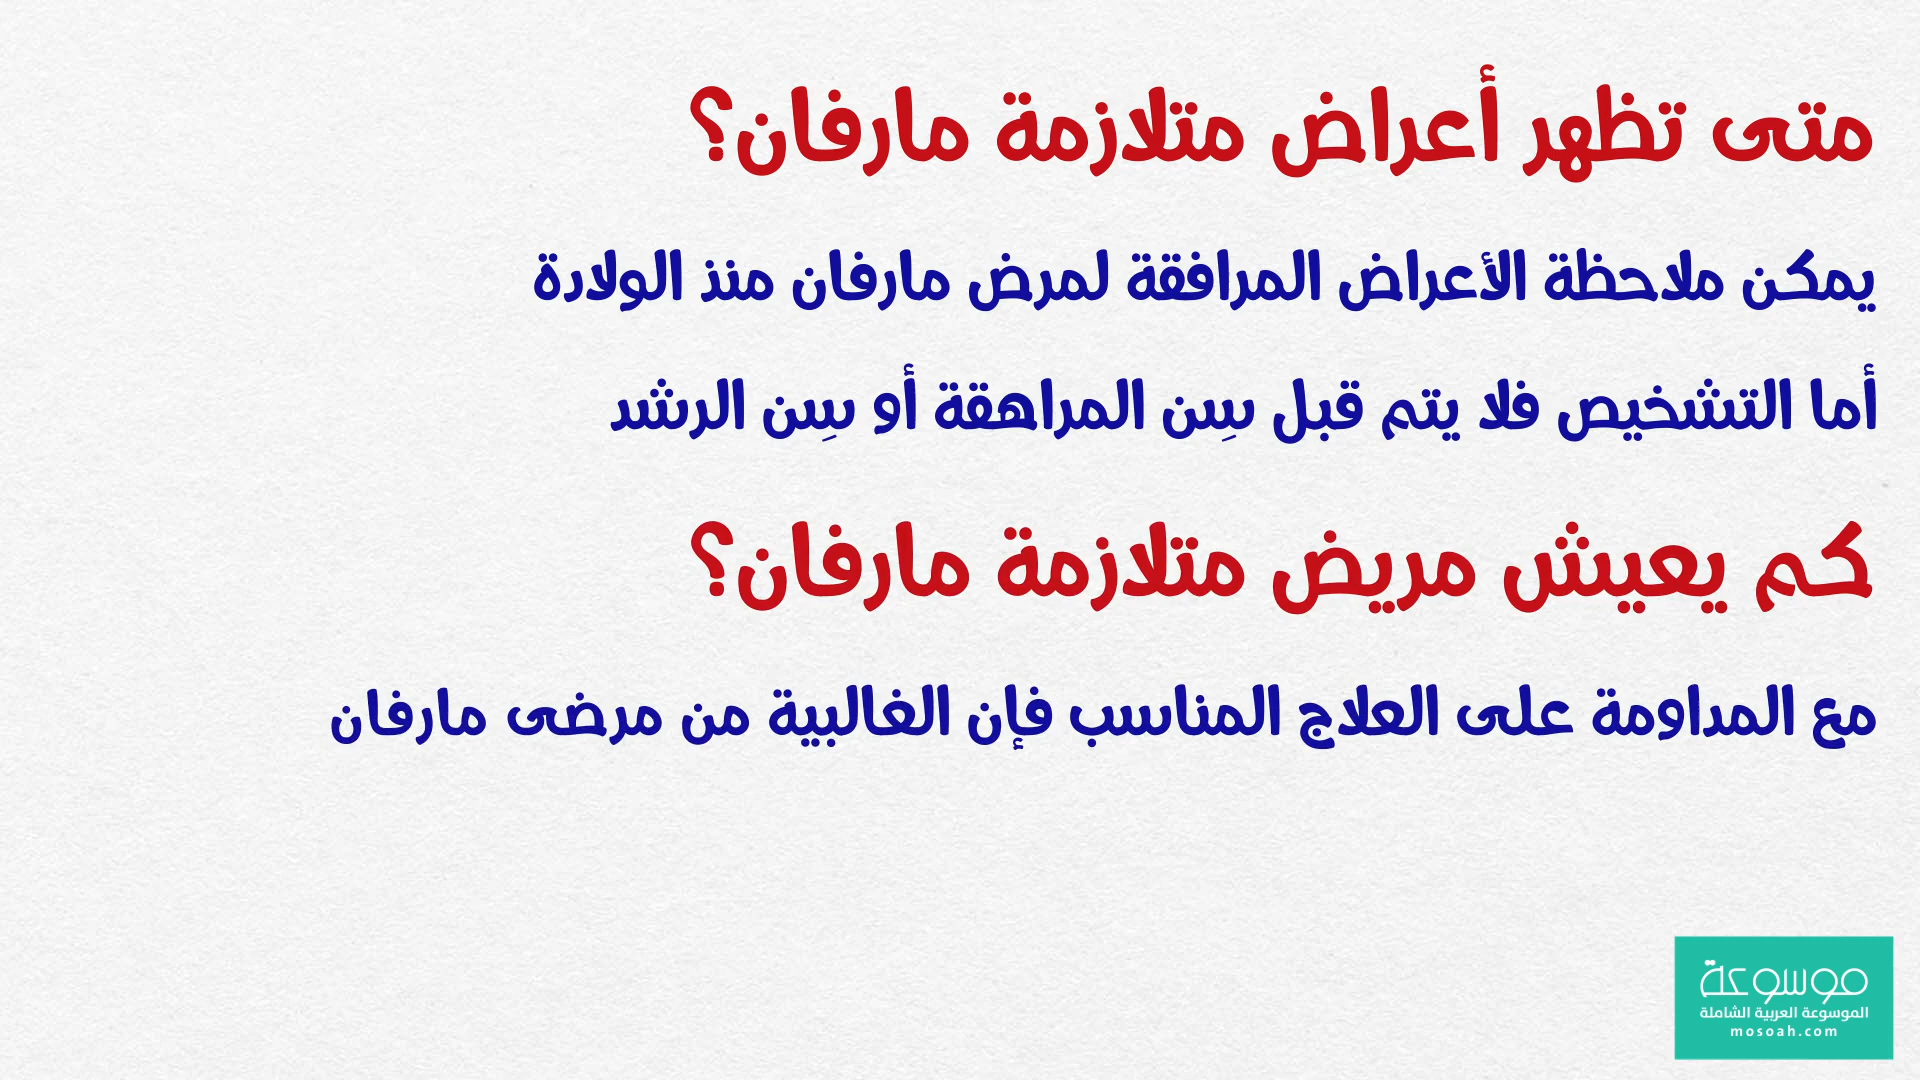 متى تظهر أعراض متلازمة مارفان؟
يمكن ملاحظة الأعراض المرافقة لمرض مارفان منذ الولادة
أما التشخيص فلا يتم قبل سِن المراهقة أو سِن الرشد
كم يعيش مريض متلازمة مارفان؟
مع المداومة على العلاج المناسب فإن الغالبية من مرضى مارفان
موسوعة
الموسوعة العربية الشاملة
mosoah.com